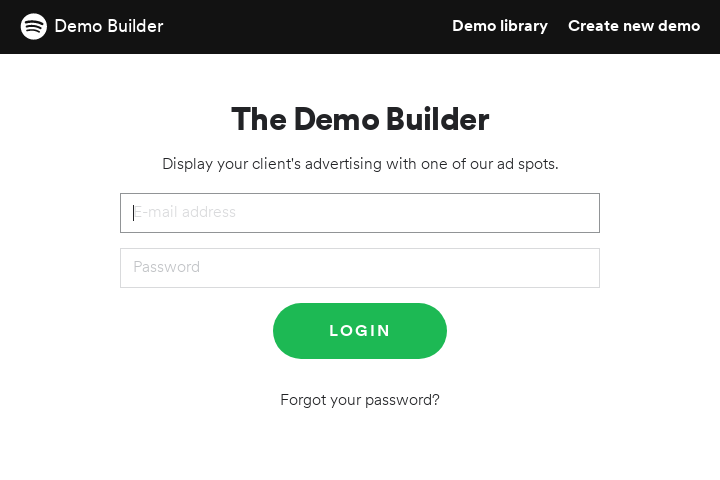 Demo Builder
Demo library
Create new demo
The Demo Builder
Display your client's advertising with one of our ad spots.
E-mail address
Password
LOGIN
Forgot your password?